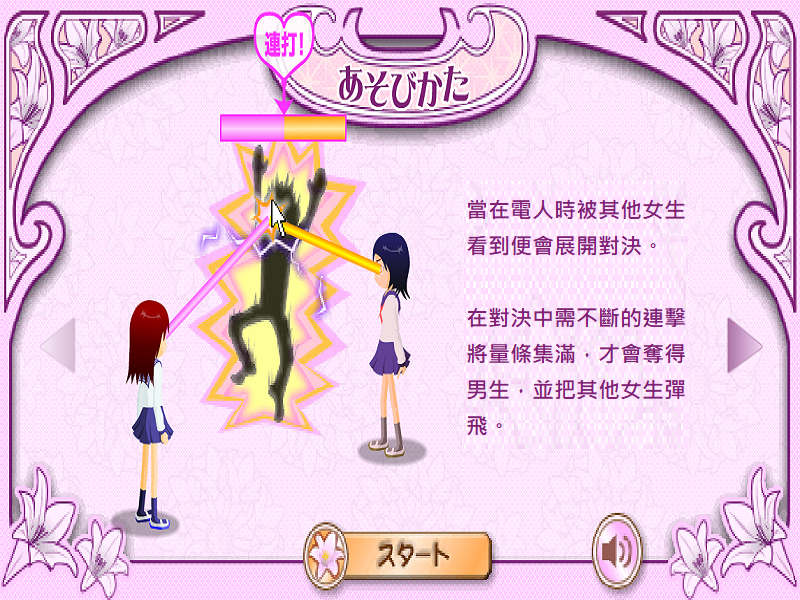 連打!
あそびかた
當在電人時被其他女生
看到便會展開對決。
在對決中需不斷的連擊
將量條集滿，才會奪得
男生，並把其他女生彈
飛。
スタート